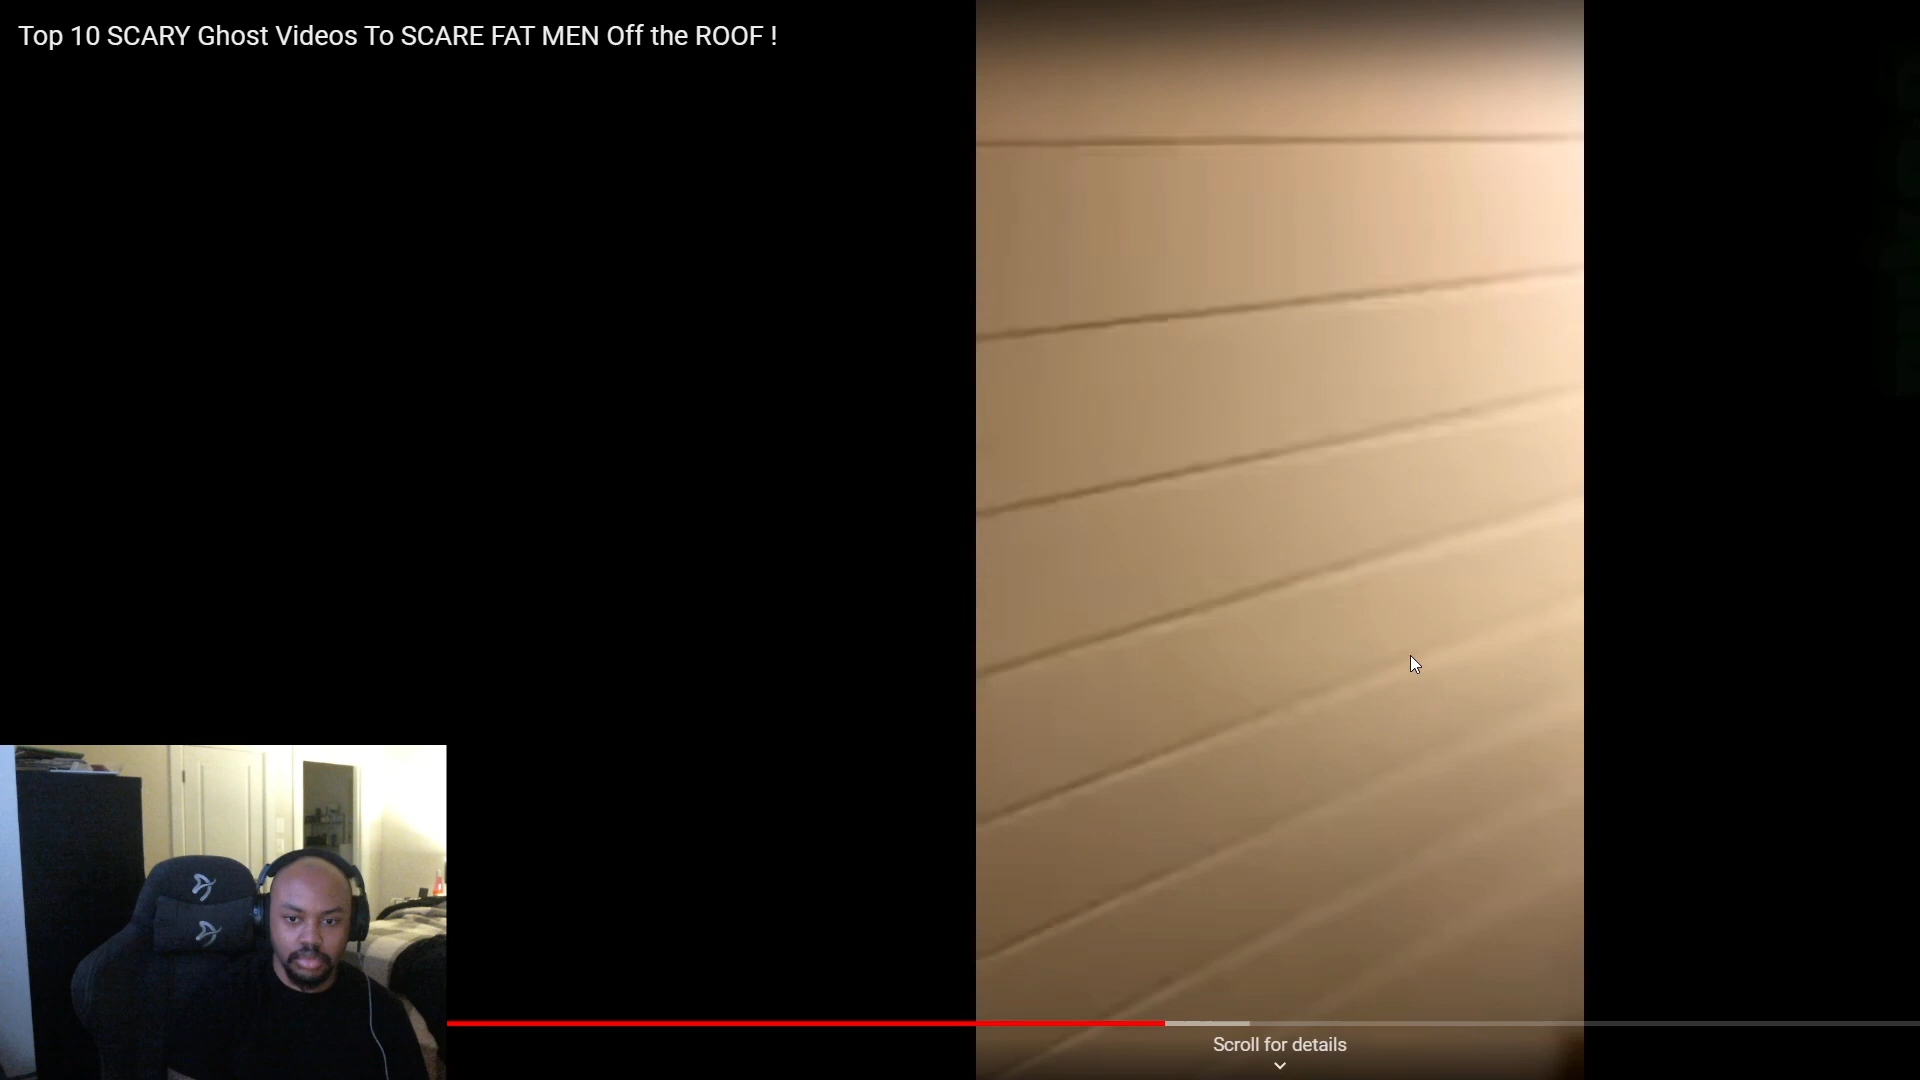 Top 10 SCARY Ghost Videos To SCARE FAT MEN Off the ROOF !
Scroll for details